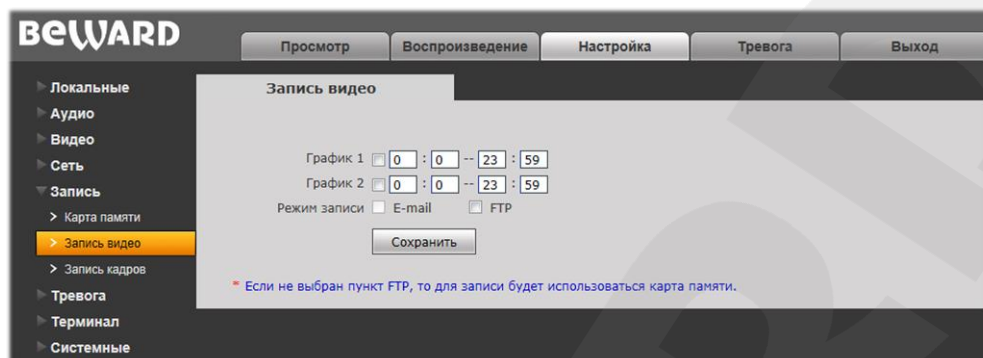 BEWARD
Просмотр Воспроизведение Настройка Тревога Выход
Локальные
Аудио
Видео
Сеть
Запись
> Карта памяти
> Запись видео
> Запись кадров
Тревога
Терминал
Системные
Запись видео
График 1 0 : 0 -- 23 : 59
График 2 0 : 0 -- 23 : 59
Режим записи E-mail FTP
Сохранить
* Если не выбран пункт FTP, то для записи будет использоваться карта памяти.